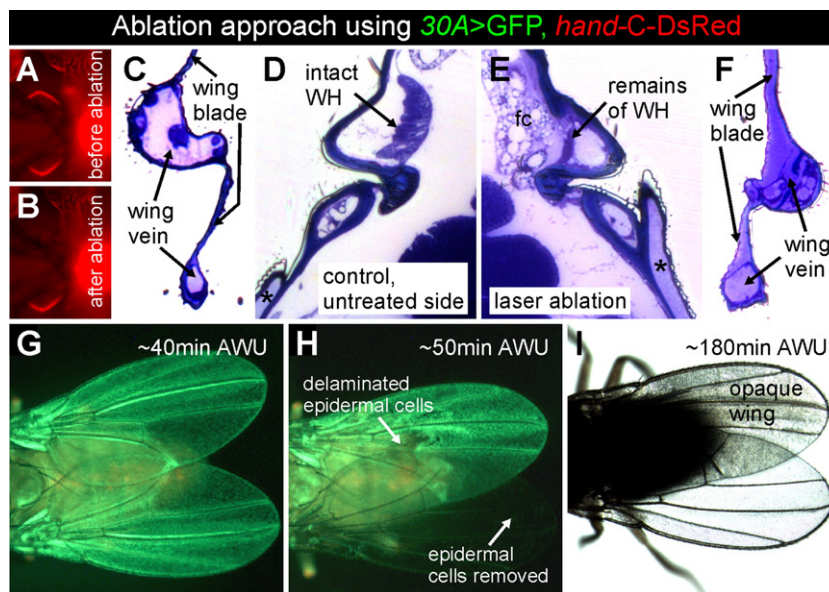 Ablation approach using 30A>GFP, hand-C-DsRed
A
before ablation
B
after ablation
C
wing
blade
wing
vein
D
intact
WH
control,
untreated side
*
E
remains
of WH
fc
laser ablation
*
F
wing
blade
wing
vein
G
~40min AWU
H
~50min AWU
delaminated
epidermal cells
epidermal
cells removed
I
~180min AWU
opaque
wing